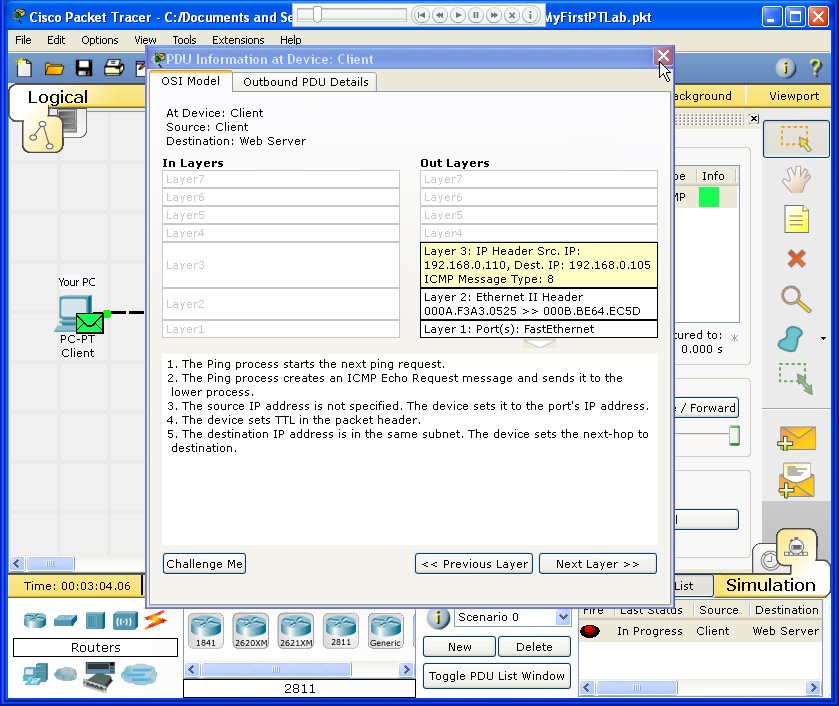 Cisco Packet Tracer - C:/Documents and Se
MyFirstPTLab.pkt
File Edit Options View Tools Extensions Help
PDU Information at Device: Client
OSI Model Outbound PDU Details
Logical
ackground Viewport
At Device: Client
Source: Client
Destination: Web Server
In Layers Out Layers
pe Info
MP
Layer7 Layer7
Layer6 Layer6
Layer5 Layer5
Layer4 Layer4
Layer3
Layer 3: IP Header Src. IP:
192.168.0.110, Dest. IP: 192.168.0.105
ICMP Message Type: 8
Layer2
Layer 2: Ethernet II Header
000A.F3A3.0525 >> 000B.BE64.EC5D
Layer1
Layer 1: Port(s): FastEthernet
Your PC
PC-PT
Client
tured to: *
0.000 s
1. The Ping process starts the next ping request.
2. The Ping process creates an ICMP Echo Request message and sends it to the
lower process.
3. The source IP address is not specified. The device sets it to the port's IP address.
4. The device sets TTL in the packet header.
5. The destination IP address is in the same subnet. The device sets the next-hop to
destination.
e / Forward
Challenge Me << Previous Layer Next Layer >>
Time: 00:03:04.06
List Simulation
Fire Last Status Source Destination
In Progress Client Web Server
Scenario 0
New Delete
Toggle PDU List Window
Routers
1841 2620XM 2621XM 2811 Generic
2811